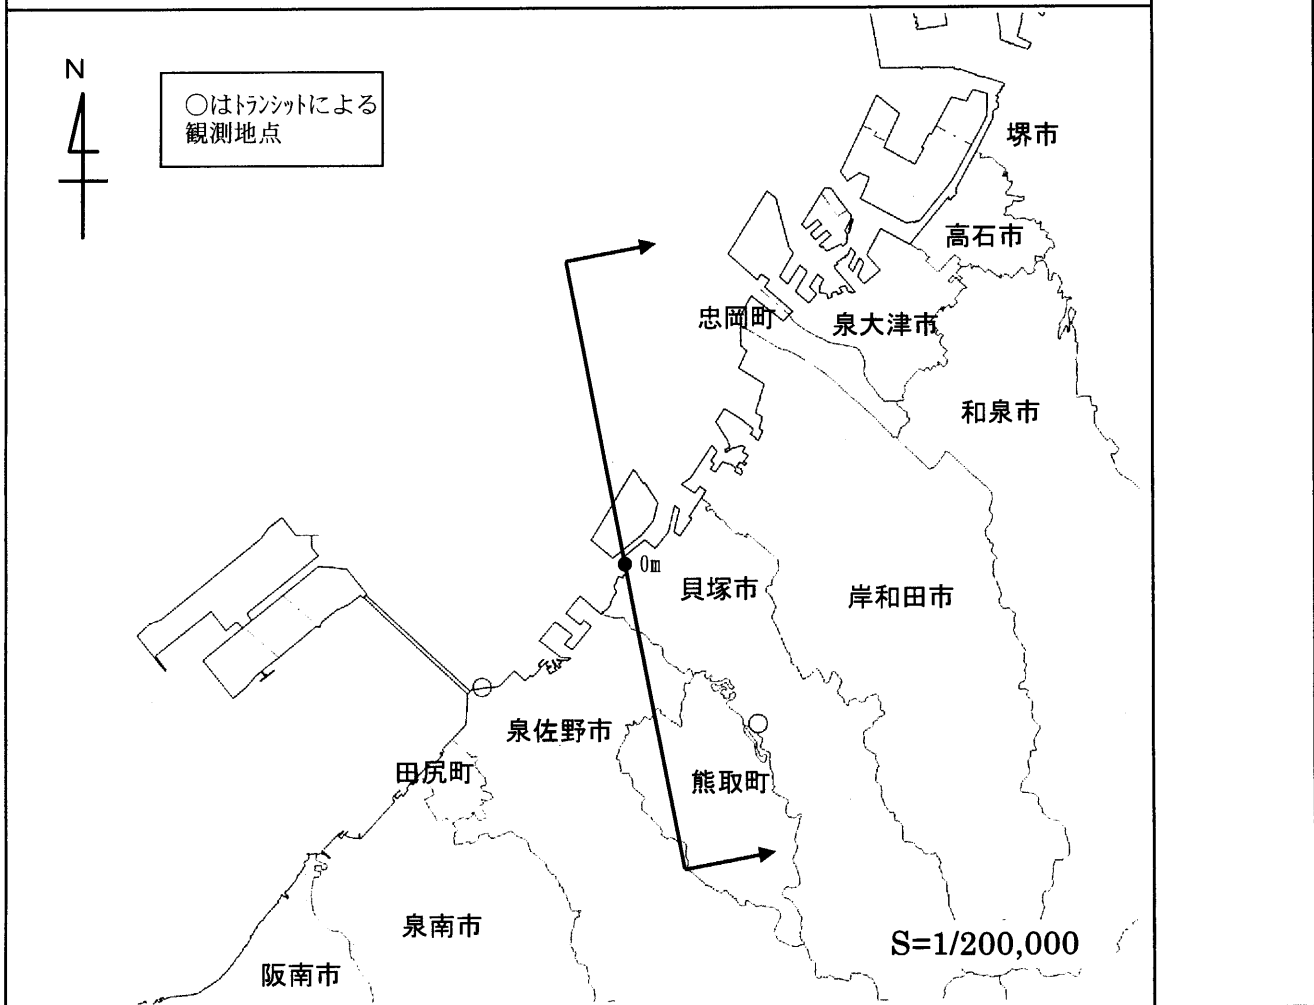 N
○はﾄﾗﾝｼｯﾄによる
観測地点
堺市
高石市
忠岡町
泉大津市
和泉市
0m
貝塚市
岸和田市
泉佐野市
田尻町
熊取町
泉南市
S=1/200,000
阪南市